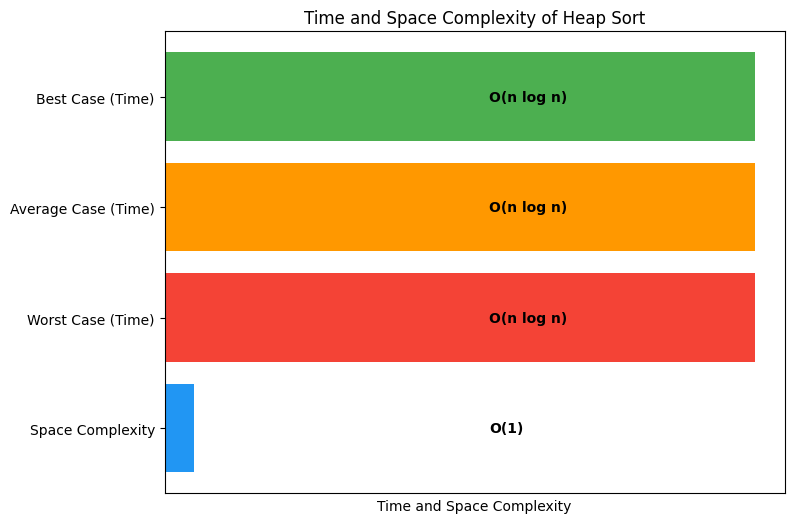 Time and Space Complexity of Heap Sort
Best Case (Time)
O(n log n)
Average Case (Time)
O(n log n)
Worst Case (Time)
O(n log n)
Space Complexity
O(1)
Time and Space Complexity